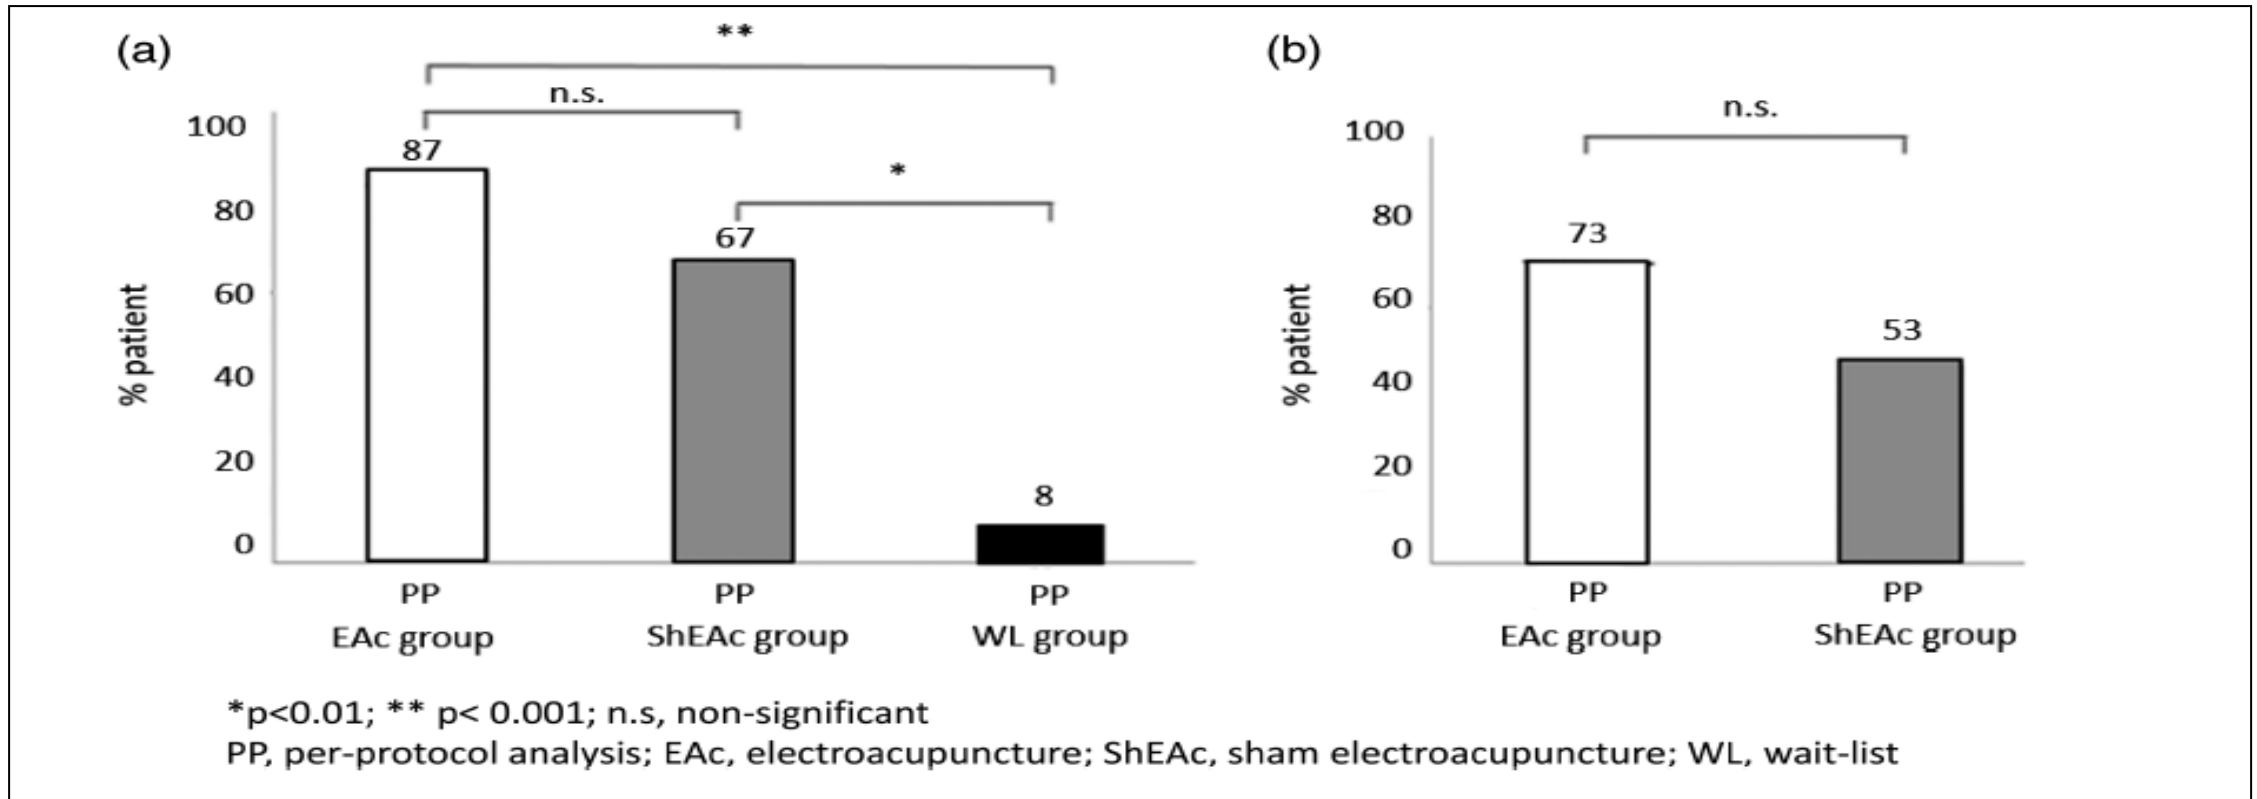 (a)
**
n.s.
*
100
80
60
40
20
0
% patient
87
67
8
PP
EAc group
PP
ShEAc group
PP
WL group
(b)
n.s.
100
80
60
40
20
0
% patient
73
53
PP
EAc group
PP
ShEAc group
*p<0.01; ** p< 0.001; n.s, non-significant
PP, per-protocol analysis; EAc, electroacupuncture; ShEAc, sham electroacupuncture; WL, wait-list